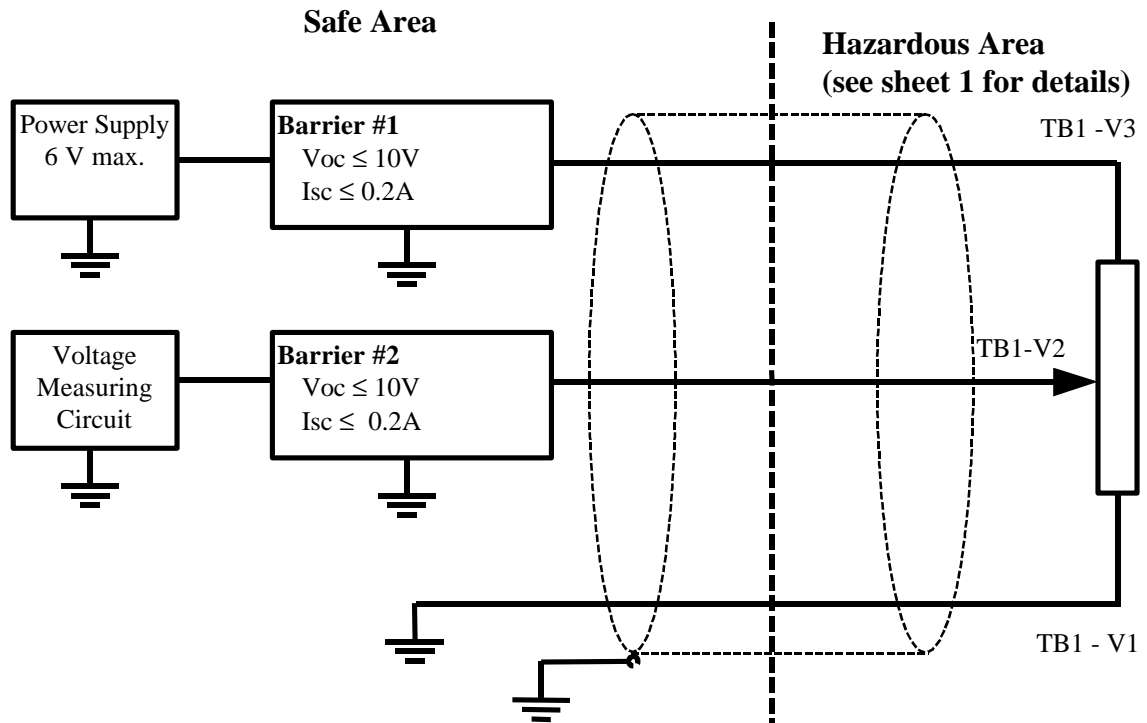 Safe Area
Hazardous Area
(see sheet 1 for details)
Power Supply
6 V max.
Barrier #1
Voc ≤ 10V
Isc ≤ 0.2A
TB1 -V3
Voltage
Measuring
Circuit
Barrier #2
Voc ≤ 10V
Isc ≤  0.2A
TB1-V2
TB1 - V1